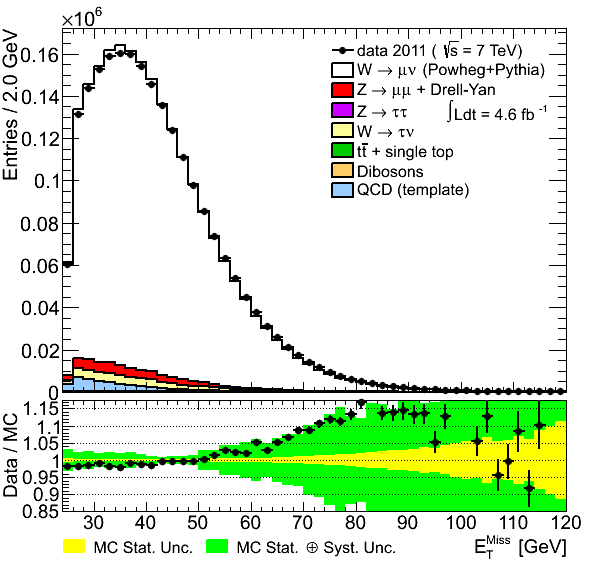 ×10⁶
Entries / 2.0 GeV
0.16
0.14
0.12
0.1
0.08
0.06
0.04
0.02
0
data 2011 ( √s = 7 TeV)
W → μν (Powheg+Pythia)
Z → μμ + Drell-Yan
Z → ττ
∫Ldt = 4.6 fb⁻¹
W → τν
tt̄ + single top
Dibosons
QCD (template)
Data / MC
1.15
1.1
1.05
1
0.95
0.9
0.85
30 40 50 60 70 80 90 100 110 120
MC Stat. Unc.
MC Stat. ⊕ Syst. Unc.
E_T^Miss [GeV]